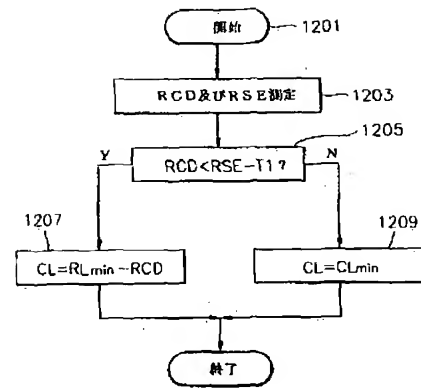 開始
1201
RCD及びRSE測定
1203
1205
RCD<RSE-T1?
Y
N
1207
CL=RLmin-RCD
1209
CL=CLmin
終了